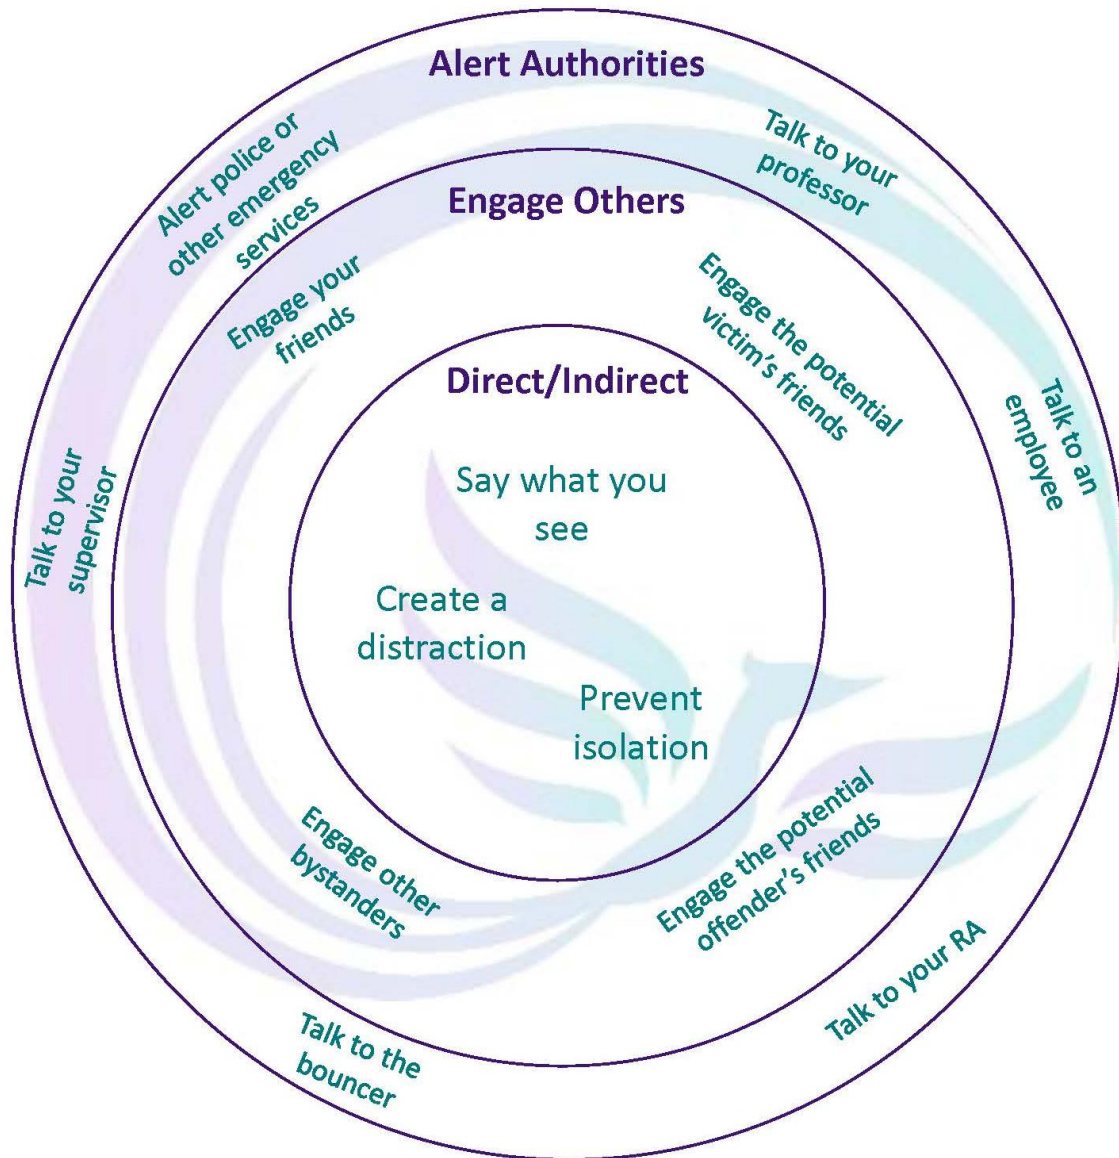 Alert Authorities
Alert police or
other emergency
services
Talk to your
professor
Talk to your
supervisor
Talk to an
employee
Talk to the
bouncer
Talk to your RA
Engage Others
Engage your
friends
Engage the potential
victim's friends
Engage other
bystanders
Engage the potential
offender's friends
Direct/Indirect
Say what you
see
Create a
distraction
Prevent
isolation